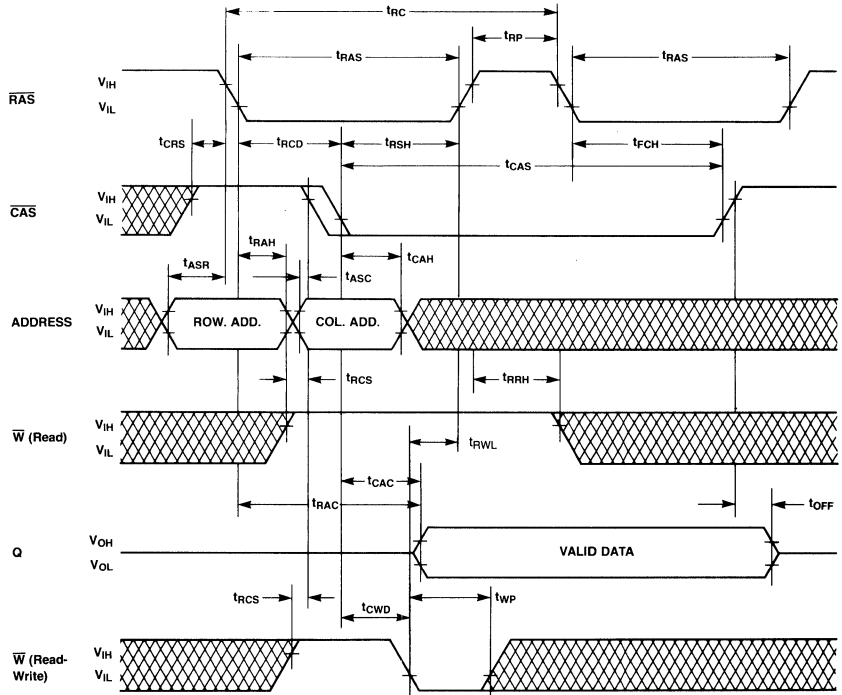 tRC
tRP
tRAS
tRAS
RAS
VIH
VIL
tCRS
tRCD
tRSH
tFCH
tCAS
CAS
VIH
VIL
tRAH
tCAH
tASR
tASC
ADDRESS
VIH
VIL
ROW. ADD.
COL. ADD.
tRCS
tRRH
W (Read)
VIH
VIL
tRWL
tCAC
tRAC
tOFF
Q
VOH
VOL
VALID DATA
tRCS
tCWD
tWP
W (Read-
Write)
VIH
VIL